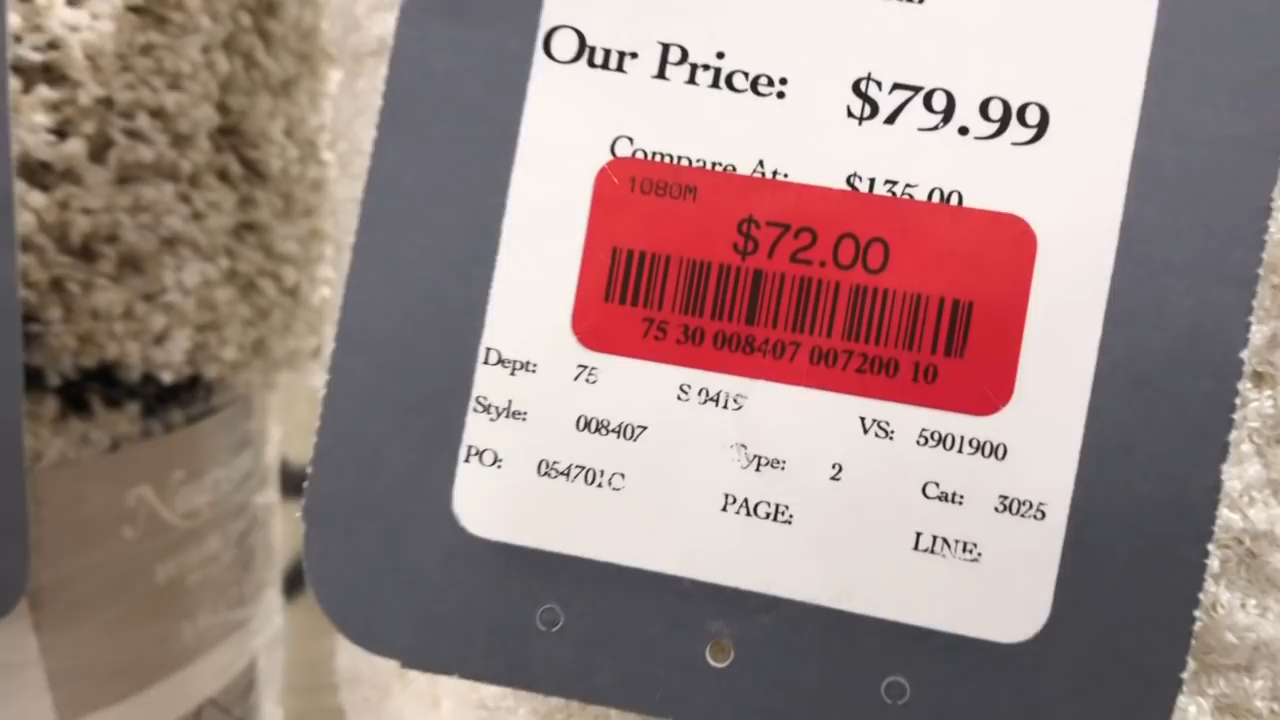 Our Price: $79.99
Compare At: $135.00
1080M
$72.00
75 30 008407 007200 10
Dept: 75 S 0415 VS: 5901900
Style: 008407 Type: 2 Cat: 3025
PO: 054701C PAGE: LINE: